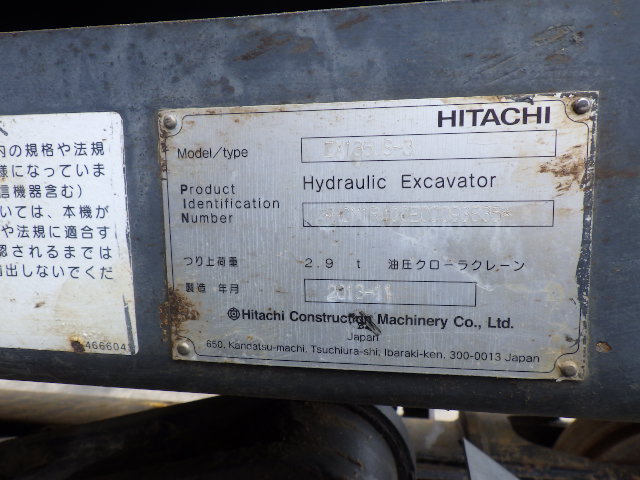 内の規格や法規
様になっていま
信機器含む)
いては、本機が
や法規に適合す
認されるまでは
出しないでくだ
466604
HITACHI
Model/type
Product
Identification
Number
Hydraulic Excavator
つり上荷重 2.9 t 油圧クローラクレーン
製造 年月 2013-11
Hitachi Construction Machinery Co., Ltd.
Japan
650, Kandatsu-machi, Tsuchiura-shi, Ibaraki-ken, 300-0013 Japan